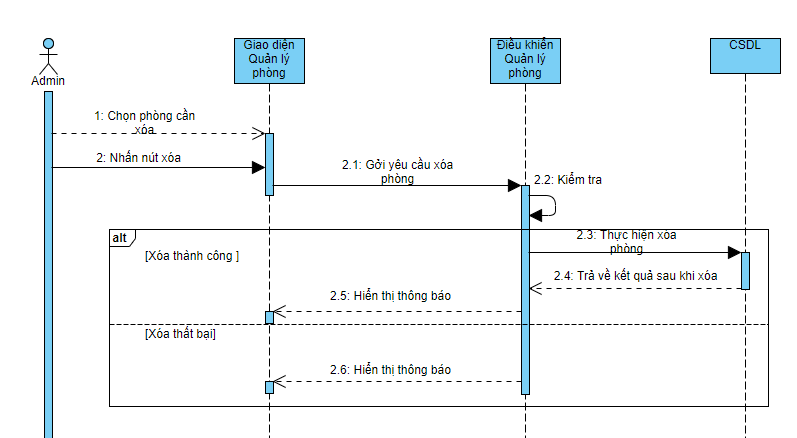 Giao diện
Quản lý
phòng
Điều khiển
Quản lý
phòng
CSDL
Admin
1: Chọn phòng cần
xóa
2: Nhấn nút xóa
2.1: Gởi yêu cầu xóa
phòng
2.2: Kiểm tra
alt
2.3: Thực hiện xòa
phòng
[Xóa thành công ]
2.4: Trả về kết quả sau khi xóa
2.5: Hiển thị thông báo
[Xóa thất bại]
2.6: Hiển thị thông báo